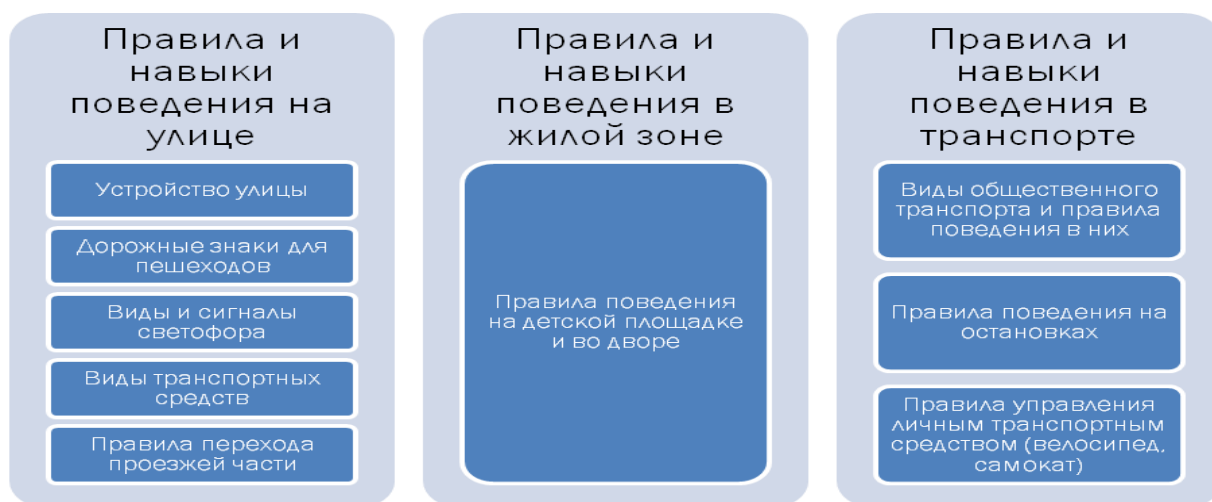 Правила и
навыки
поведения на
улице
Устройство улицы
Дорожные знаки для
пешеходов
Виды и сигналы
светофора
Виды транспортных
средств
Правила перехода
проезжей части
Правила и
навыки
поведения в
жилой зоне
Правила поведения
на детской площадке
и во дворе
Правила и
навыки
поведения в
транспорте
Виды общественного
транспорта и правила
поведения в них
Правила поведения на
остановках
Правила управления
личным транспортным
средством (велосипед,
самокат)